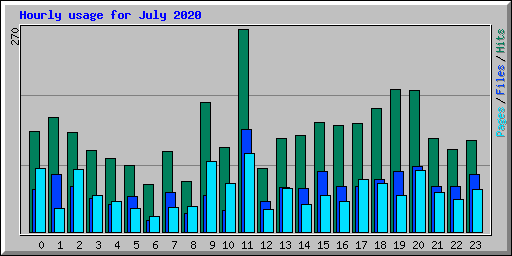 Hourly usage for July 2020
270
Pages/Files/Hits
0 1 2 3 4 5 6 7 8 9 10 11 12 13 14 15 16 17 18 19 20 21 22 23